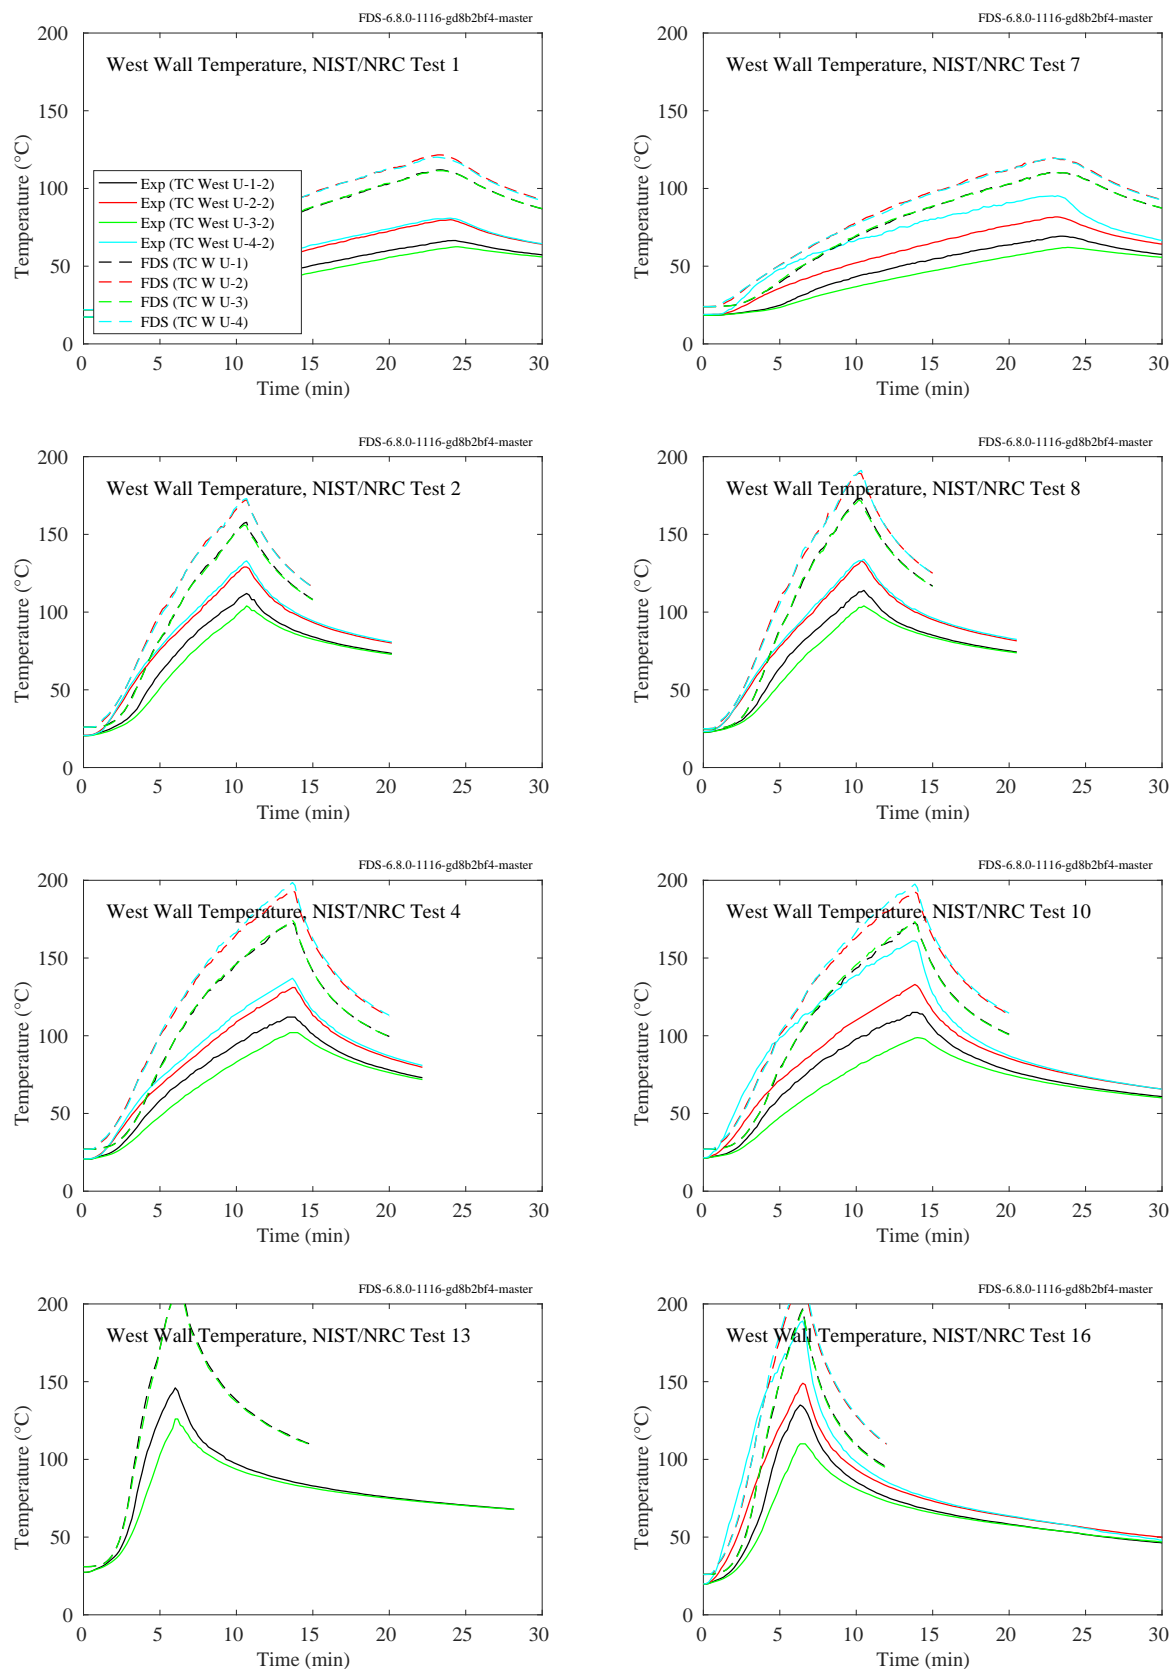 FDS-6.8.0-1116-gd8b2bf4-master
West Wall Temperature, NIST/NRC Test 1
Temperature (°C)
200
150
100
50
0
Exp (TC West U-1-2)
Exp (TC West U-2-2)
Exp (TC West U-3-2)
Exp (TC West U-4-2)
FDS (TC W U-1)
FDS (TC W U-2)
FDS (TC W U-3)
FDS (TC W U-4)
0 5 10 15 20 25 30
Time (min)
FDS-6.8.0-1116-gd8b2bf4-master
West Wall Temperature, NIST/NRC Test 7
Temperature (°C)
200
150
100
50
0
0 5 10 15 20 25 30
Time (min)
FDS-6.8.0-1116-gd8b2bf4-master
West Wall Temperature, NIST/NRC Test 2
Temperature (°C)
200
150
100
50
0
0 5 10 15 20 25 30
Time (min)
FDS-6.8.0-1116-gd8b2bf4-master
West Wall Temperature, NIST/NRC Test 8
Temperature (°C)
200
150
100
50
0
0 5 10 15 20 25 30
Time (min)
FDS-6.8.0-1116-gd8b2bf4-master
West Wall Temperature, NIST/NRC Test 4
Temperature (°C)
200
150
100
50
0
0 5 10 15 20 25 30
Time (min)
FDS-6.8.0-1116-gd8b2bf4-master
West Wall Temperature, NIST/NRC Test 10
Temperature (°C)
200
150
100
50
0
0 5 10 15 20 25 30
Time (min)
FDS-6.8.0-1116-gd8b2bf4-master
West Wall Temperature, NIST/NRC Test 13
Temperature (°C)
200
150
100
50
0
0 5 10 15 20 25 30
Time (min)
FDS-6.8.0-1116-gd8b2bf4-master
West Wall Temperature, NIST/NRC Test 16
Temperature (°C)
200
150
100
50
0
0 5 10 15 20 25 30
Time (min)